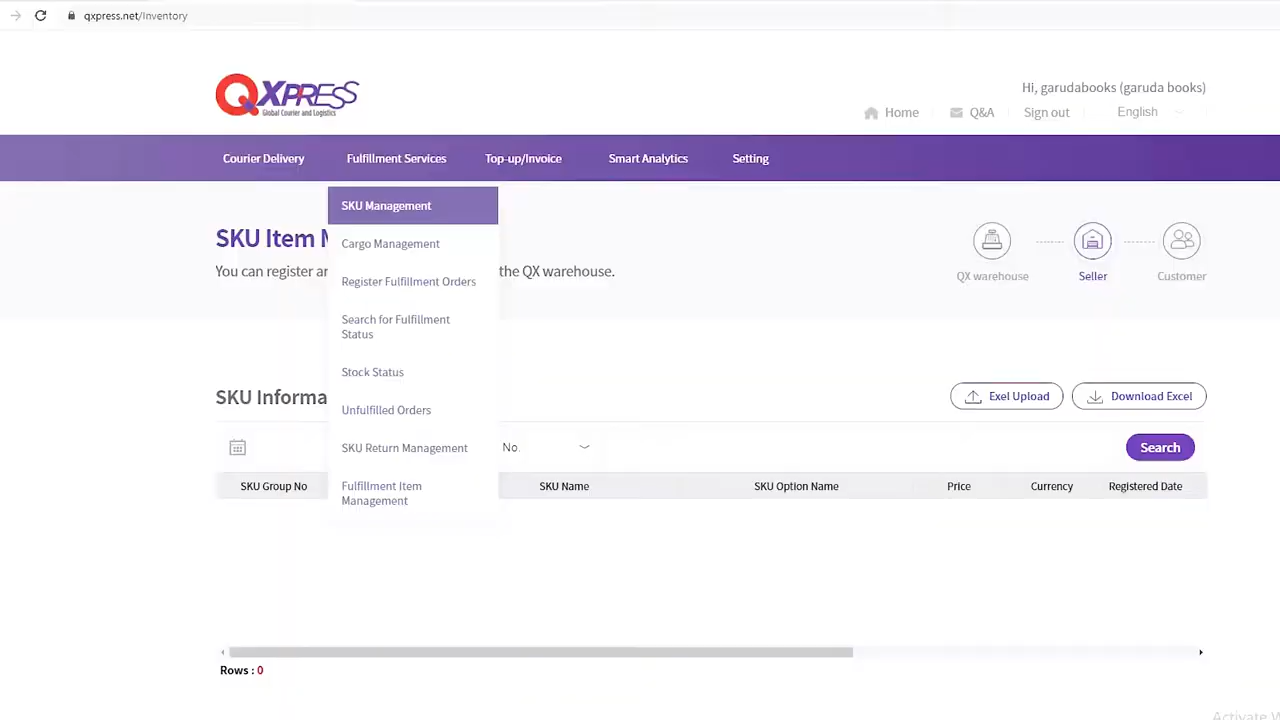 qxpress.net/Inventory
QXPRESS
Global Courier and Logistics
Hi, garudabooks (garuda books)
Home
Q&A
Sign out
English
Courier Delivery
Fulfillment Services
Top-up/Invoice
Smart Analytics
Setting
SKU Management
Cargo Management
Register Fulfillment Orders
Search for Fulfillment
Status
Stock Status
Unfulfilled Orders
SKU Return Management
Fulfillment Item
Management
SKU Item
You can register
the QX warehouse.
QX warehouse
Seller
Customer
SKU Informa
Exel Upload
Download Excel
No.
Search
SKU Group No
SKU Name
SKU Option Name
Price
Currency
Registered Date
Rows : 0
Activate